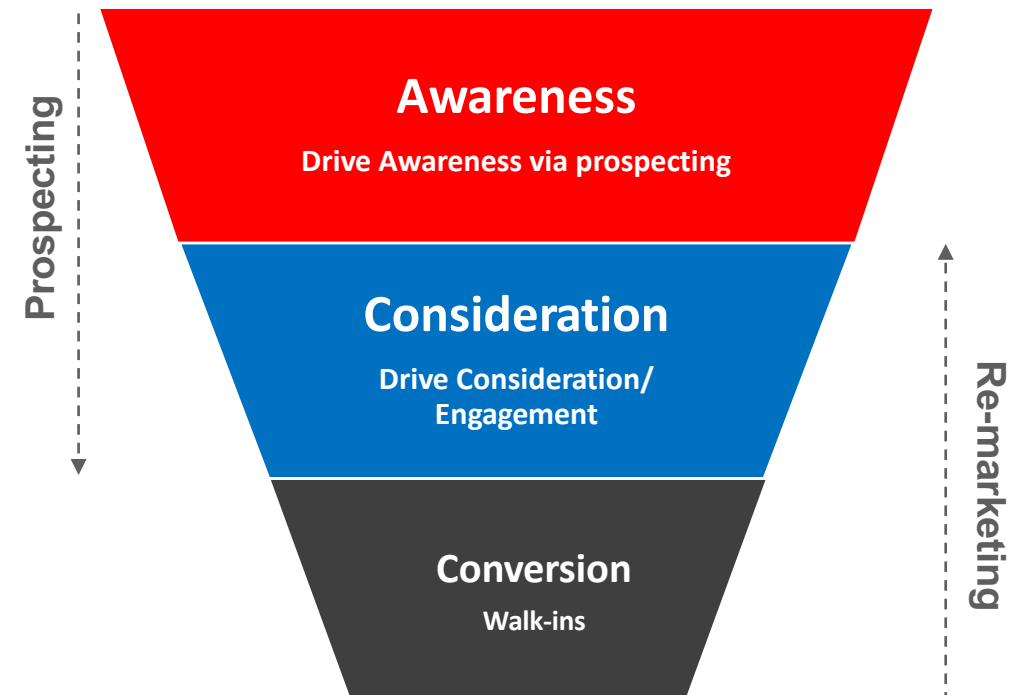 Prospecting
Awareness
Drive Awareness via prospecting
Consideration
Drive Consideration/
Engagement
Re-marketing
Conversion
Walk-ins